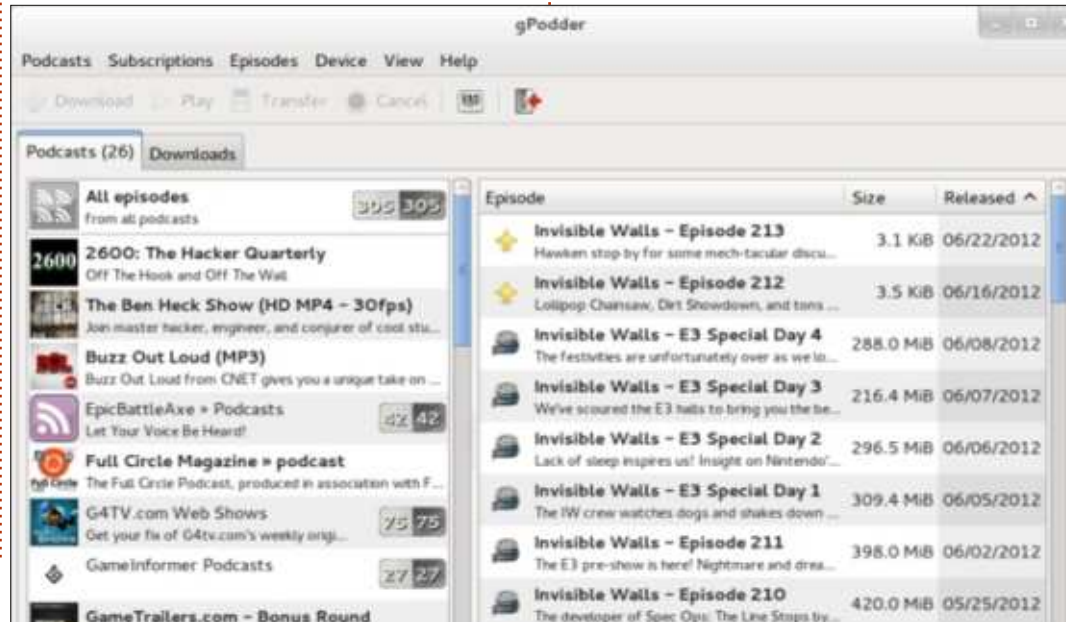 gPodder
Podcasts Subscriptions Episodes Device View Help
Download Play Transfer Cancel
Podcasts (26) Downloads
All episodes
from all podcasts
305 305
2600
2600: The Hacker Quarterly
Off The Hook and Off The Wall
The Ben Heck Show (HD MP4 – 30fps)
Join master hacker, engineer, and conjurer of cool stu...
Buzz Out Loud (MP3)
Buzz Out Loud from CNET gives you a unique take on ...
EpicBattleAxe » Podcasts
Let Your Voice Be Heard!
42 42
Full Circle Magazine » podcast
The Full Circle Podcast, produced in association with F...
G4TV.com Web Shows
Get your fix of G4tv.com's weekly origi...
75 75
GameInformer Podcasts
27 27
GameTrailers.com – Bonus Round
Episode Size Released
Invisible Walls – Episode 213
Hawken stop by for some mech-tacular discu...
3.1 KiB 06/22/2012
Invisible Walls – Episode 212
Lollipop Chainsaw, Dirt Showdown, and tons ...
3.5 KiB 06/16/2012
Invisible Walls – E3 Special Day 4
The festivities are unfortunately over as we lo...
288.0 MiB 06/08/2012
Invisible Walls – E3 Special Day 3
We've scoured the E3 halls to bring you the be...
216.4 MiB 06/07/2012
Invisible Walls – E3 Special Day 2
Lack of sleep inspires us! Insight on Nintendo'...
296.5 MiB 06/06/2012
Invisible Walls – E3 Special Day 1
The IW crew watches dogs and shakes down ...
309.4 MiB 06/05/2012
Invisible Walls – Episode 211
The E3 pre-show is here! Nightmare and drea...
398.0 MiB 06/02/2012
Invisible Walls – Episode 210
The developer of Spec Ops: The Line Stops by...
420.0 MiB 05/25/2012